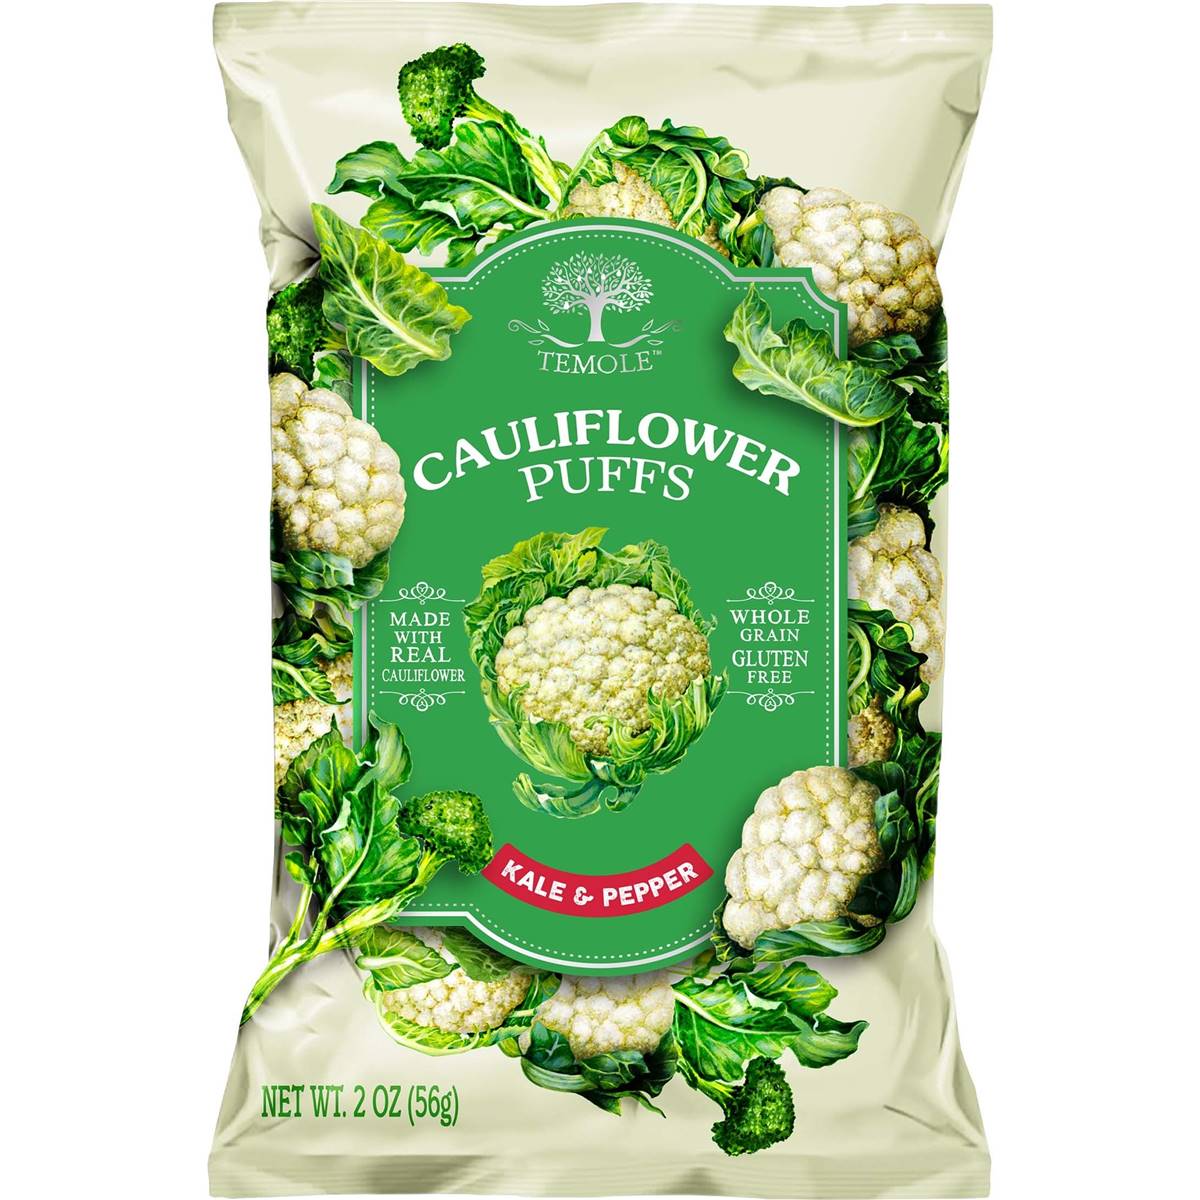 TEMOLE™
CAULIFLOWER
PUFFS
MADE
WITH
REAL
CAULIFLOWER
WHOLE
GRAIN
GLUTEN
FREE
KALE & PEPPER
NET WT. 2 OZ (56g)